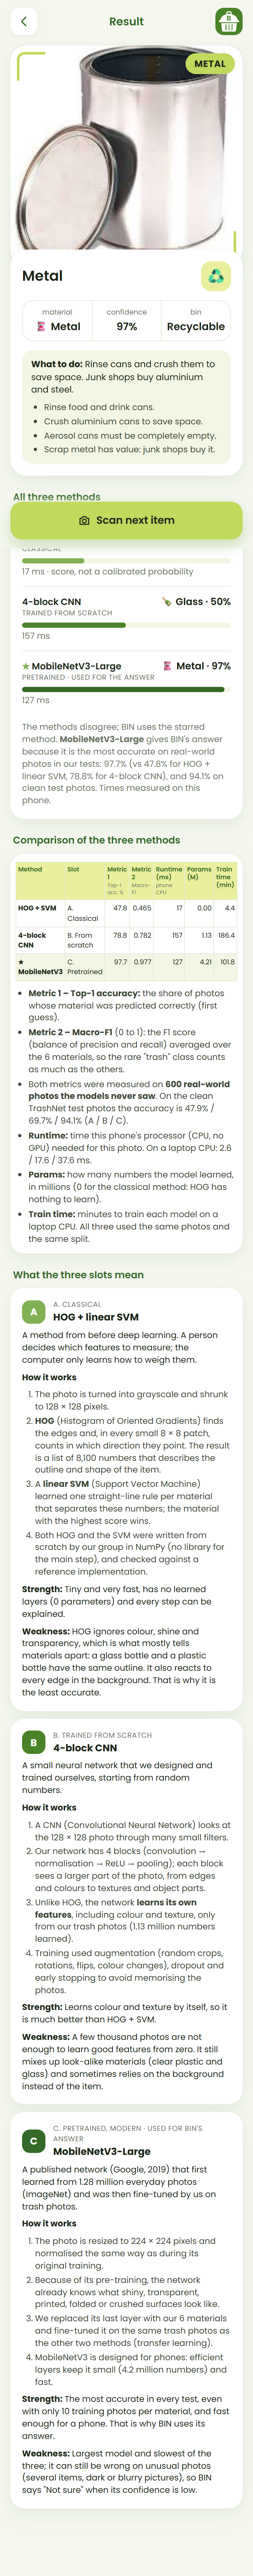 Result
METAL
Metal
material
confidence
bin
Metal
97%
Recyclable
What to do: Rinse cans and crush them to
save space. Junk shops buy aluminium
and steel.
• Rinse food and drink cans.
• Crush aluminium cans to save space.
• Aerosol cans must be completely empty.
• Scrap metal has value: junk shops buy it.
All three methods
Scan next item
CLASSICAL
17 ms · score, not a calibrated probability
4-block CNN
Glass · 50%
TRAINED FROM SCRATCH
157 ms
★ MobileNetV3-Large
Metal · 97%
PRETRAINED · USED FOR THE ANSWER
127 ms
The methods disagree; BIN uses the starred
method. MobileNetV3-Large gives BIN's answer
because it is the most accurate on real-world
photos in our tests: 97.7% (vs 47.8% for HOG +
linear SVM, 78.8% for 4-block CNN), and 94.1% on
clean test photos. Times measured on this
phone.
Comparison of the three methods
Method Slot Metric 1 Top-1 acc. % Metric 2 Macro-F1 Runtime (ms) phone CPU Params (M) Train time (min)
HOG + SVM A. Classical 47.8 0.465 17 0.00 4.4
4-block CNN B. From scratch 78.8 0.782 157 1.13 186.4
★ MobileNetV3 C. Pretrained 97.7 0.977 127 4.21 101.8
• Metric 1 – Top-1 accuracy: the share of photos
whose material was predicted correctly (first
guess).
• Metric 2 – Macro-F1 (0 to 1): the F1 score
(balance of precision and recall) averaged over
the 6 materials, so the rare "trash" class counts
as much as the others.
• Both metrics were measured on 600 real-world
photos the models never saw. On the clean
TrashNet test photos the accuracy is 47.9% /
69.7% / 94.1% (A / B / C).
• Runtime: time this phone's processor (CPU, no
GPU) needed for this photo. On a laptop CPU: 2.6
/ 17.6 / 37.6 ms.
• Params: how many numbers the model learned,
in millions (0 for the classical method: HOG has
nothing to learn).
• Train time: minutes to train each model on a
laptop CPU. All three used the same photos and
the same split.
What the three slots mean
A
A. CLASSICAL
HOG + linear SVM
A method from before deep learning. A person
decides which features to measure; the
computer only learns how to weigh them.
How it works
1. The photo is turned into grayscale and shrunk
to 128 × 128 pixels.
2. HOG (Histogram of Oriented Gradients) finds
the edges and, in every small 8 × 8 patch,
counts in which direction they point. The result
is a list of 8,100 numbers that describes the
outline and shape of the item.
3. A linear SVM (Support Vector Machine)
learned one straight-line rule per material
that separates these numbers; the material
with the highest score wins.
4. Both HOG and the SVM were written from
scratch by our group in NumPy (no library for
the main step), and checked against a
reference implementation.
Strength: Tiny and very fast, has no learned
layers (0 parameters) and every step can be
explained.
Weakness: HOG ignores colour, shine and
transparency, which is what mostly tells
materials apart: a glass bottle and a plastic
bottle have the same outline. It also reacts to
every edge in the background. That is why it is
the least accurate.
B
B. TRAINED FROM SCRATCH
4-block CNN
A small neural network that we designed and
trained ourselves, starting from random
numbers.
How it works
1. A CNN (Convolutional Neural Network) looks at
the 128 × 128 photo through many small filters.
2. Our network has 4 blocks (convolution →
normalisation → ReLU → pooling); each block
sees a larger part of the photo, from edges
and colours to textures and object parts.
3. Unlike HOG, the network learns its own
features, including colour and texture, only
from our trash photos (1.13 million numbers
learned).
4. Training used augmentation (random crops,
rotations, flips, colour changes), dropout and
early stopping to avoid memorising the
photos.
Strength: Learns colour and texture by itself, so it
is much better than HOG + SVM.
Weakness: A few thousand photos are not
enough to learn good features from zero. It still
mixes up look-alike materials (clear plastic and
glass) and sometimes relies on the background
instead of the item.
C
C. PRETRAINED, MODERN · USED FOR BIN'S
ANSWER
MobileNetV3-Large
A published network (Google, 2019) that first
learned from 1.28 million everyday photos
(ImageNet) and was then fine-tuned by us on
trash photos.
How it works
1. The photo is resized to 224 × 224 pixels and
normalised the same way as during its
original training.
2. Because of its pre-training, the network
already knows what shiny, transparent,
printed, folded or crushed surfaces look like.
3. We replaced its last layer with our 6 materials
and fine-tuned it on the same trash photos as
the other two methods (transfer learning).
4. MobileNetV3 is designed for phones: efficient
layers keep it small (4.2 million numbers) and
fast.
Strength: The most accurate in every test, even
with only 10 training photos per material, and fast
enough for a phone. That is why BIN uses its
answer.
Weakness: Largest model and slowest of the
three; it can still be wrong on unusual photos
(several items, dark or blurry pictures), so BIN
says "Not sure" when its confidence is low.